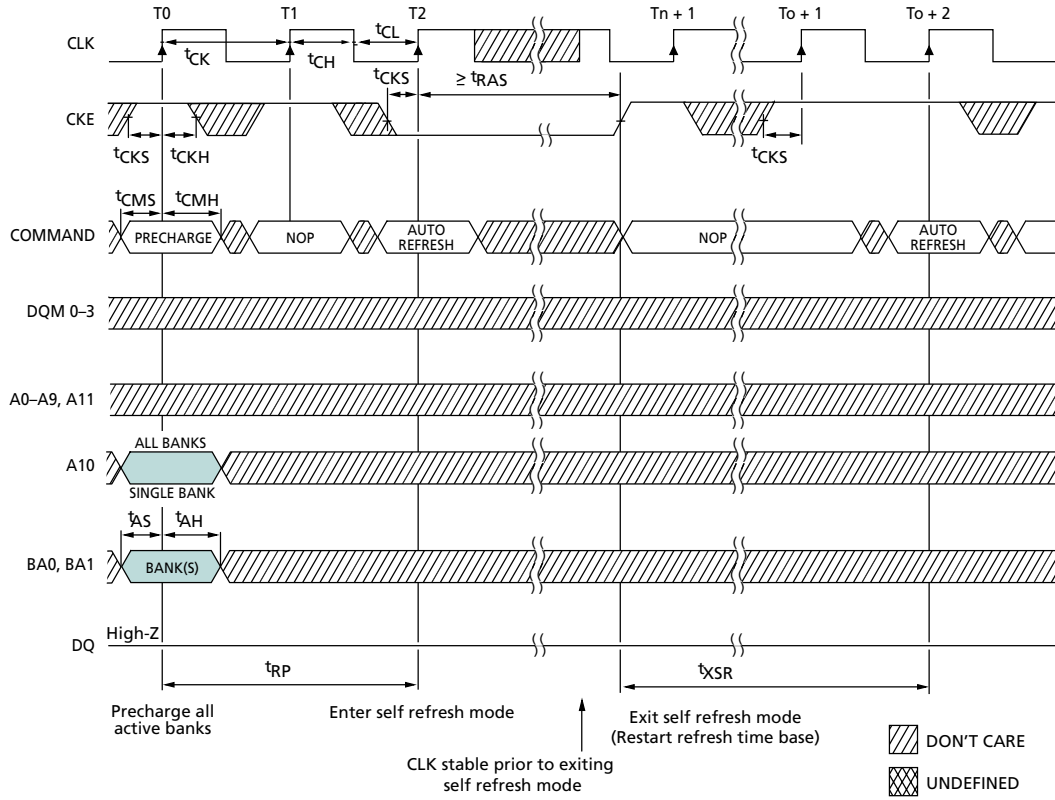 T0 T1 T2 Tn + 1 To + 1 To + 2
CLK
tCK tCH tCL
tCKS ≥ tRAS
CKE
tCKS tCKH tCKS
tCMS tCMH
COMMAND PRECHARGE NOP AUTO REFRESH NOP AUTO REFRESH
DQM 0–3
A0–A9, A11
ALL BANKS
A10
SINGLE BANK
tAS tAH
BA0, BA1 BANK(S)
High-Z
DQ
tRP tXSR
Precharge all
active banks
Enter self refresh mode
Exit self refresh mode
(Restart refresh time base)
CLK stable prior to exiting
self refresh mode
DON'T CARE
UNDEFINED